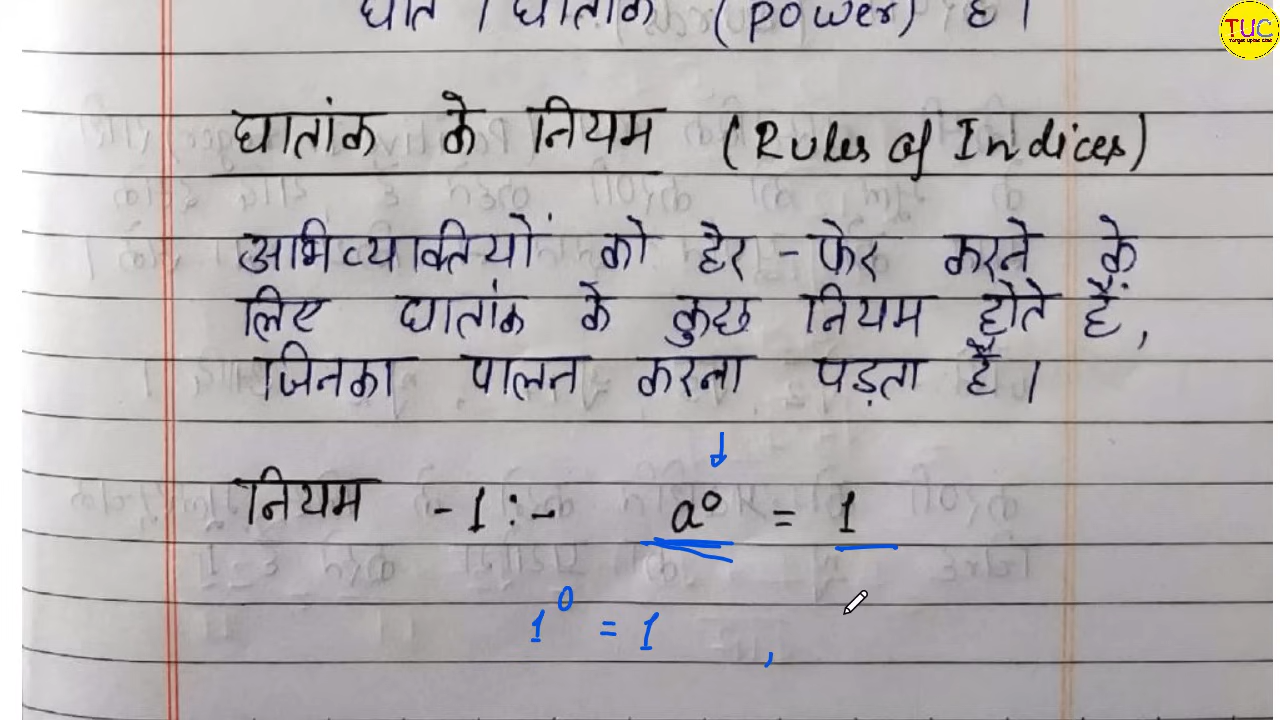 घात / घातांक (power) है।
TUC
घातांक के नियम (Rules of Indices)
अभिव्याक्तियों को हेर - फेर करने के
लिए घातांक के कुछ नियम होते हैं,
जिनका पालन करना पड़ता है।
नियम - 1 :- a⁰ = 1
1⁰ = 1 ,